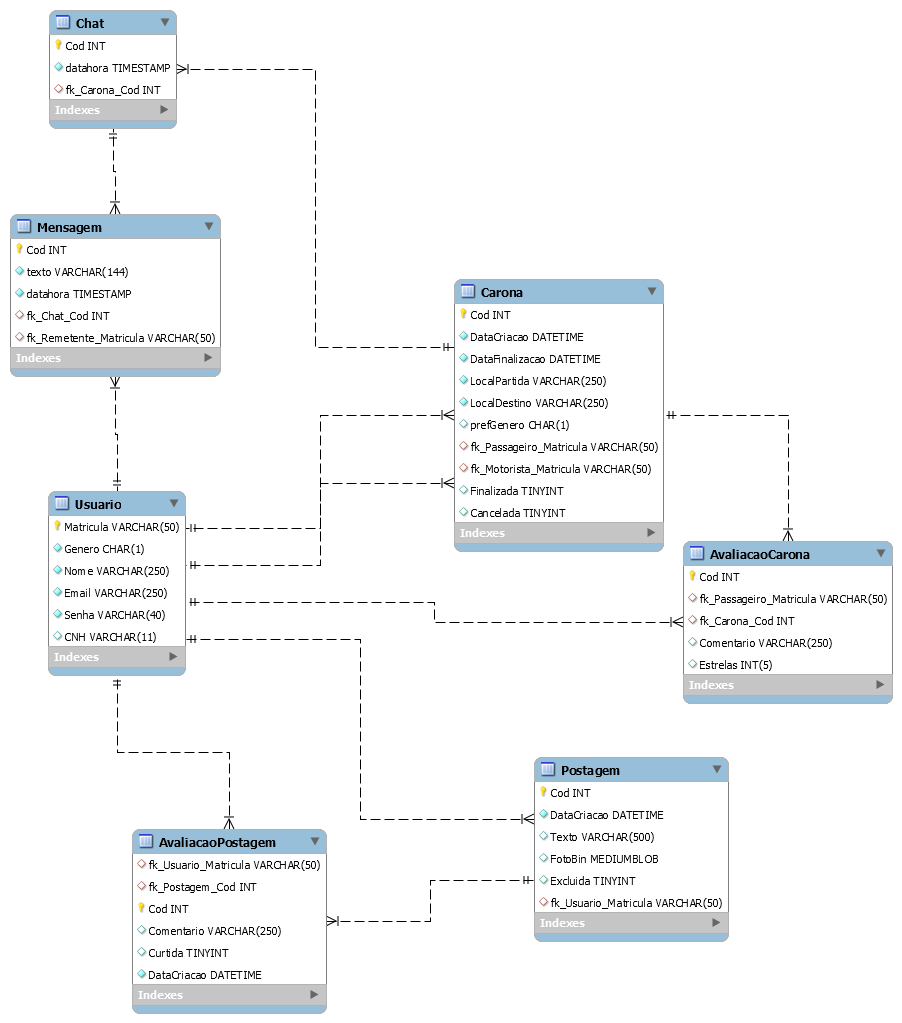 Chat
Cod INT
datahora TIMESTAMP
fk_Carona_Cod INT
Indexes
Mensagem
Cod INT
texto VARCHAR(144)
datahora TIMESTAMP
fk_Chat_Cod INT
fk_Remetente_Matricula VARCHAR(50)
Indexes
Carona
Cod INT
DataCriacao DATETIME
DataFinalizacao DATETIME
LocalPartida VARCHAR(250)
LocalDestino VARCHAR(250)
prefGenero CHAR(1)
fk_Passageiro_Matricula VARCHAR(50)
fk_Motorista_Matricula VARCHAR(50)
Finalizada TINYINT
Cancelada TINYINT
Indexes
Usuario
Matricula VARCHAR(50)
Genero CHAR(1)
Nome VARCHAR(250)
Email VARCHAR(250)
Senha VARCHAR(40)
CNH VARCHAR(11)
Indexes
AvaliacaoCarona
Cod INT
fk_Passageiro_Matricula VARCHAR(50)
fk_Carona_Cod INT
Comentario VARCHAR(250)
Estrelas INT(5)
Indexes
Postagem
Cod INT
DataCriacao DATETIME
Texto VARCHAR(500)
FotoBin MEDIUMBLOB
Excluida TINYINT
fk_Usuario_Matricula VARCHAR(50)
Indexes
AvaliacaoPostagem
fk_Usuario_Matricula VARCHAR(50)
fk_Postagem_Cod INT
Cod INT
Comentario VARCHAR(250)
Curtida TINYINT
DataCriacao DATETIME
Indexes